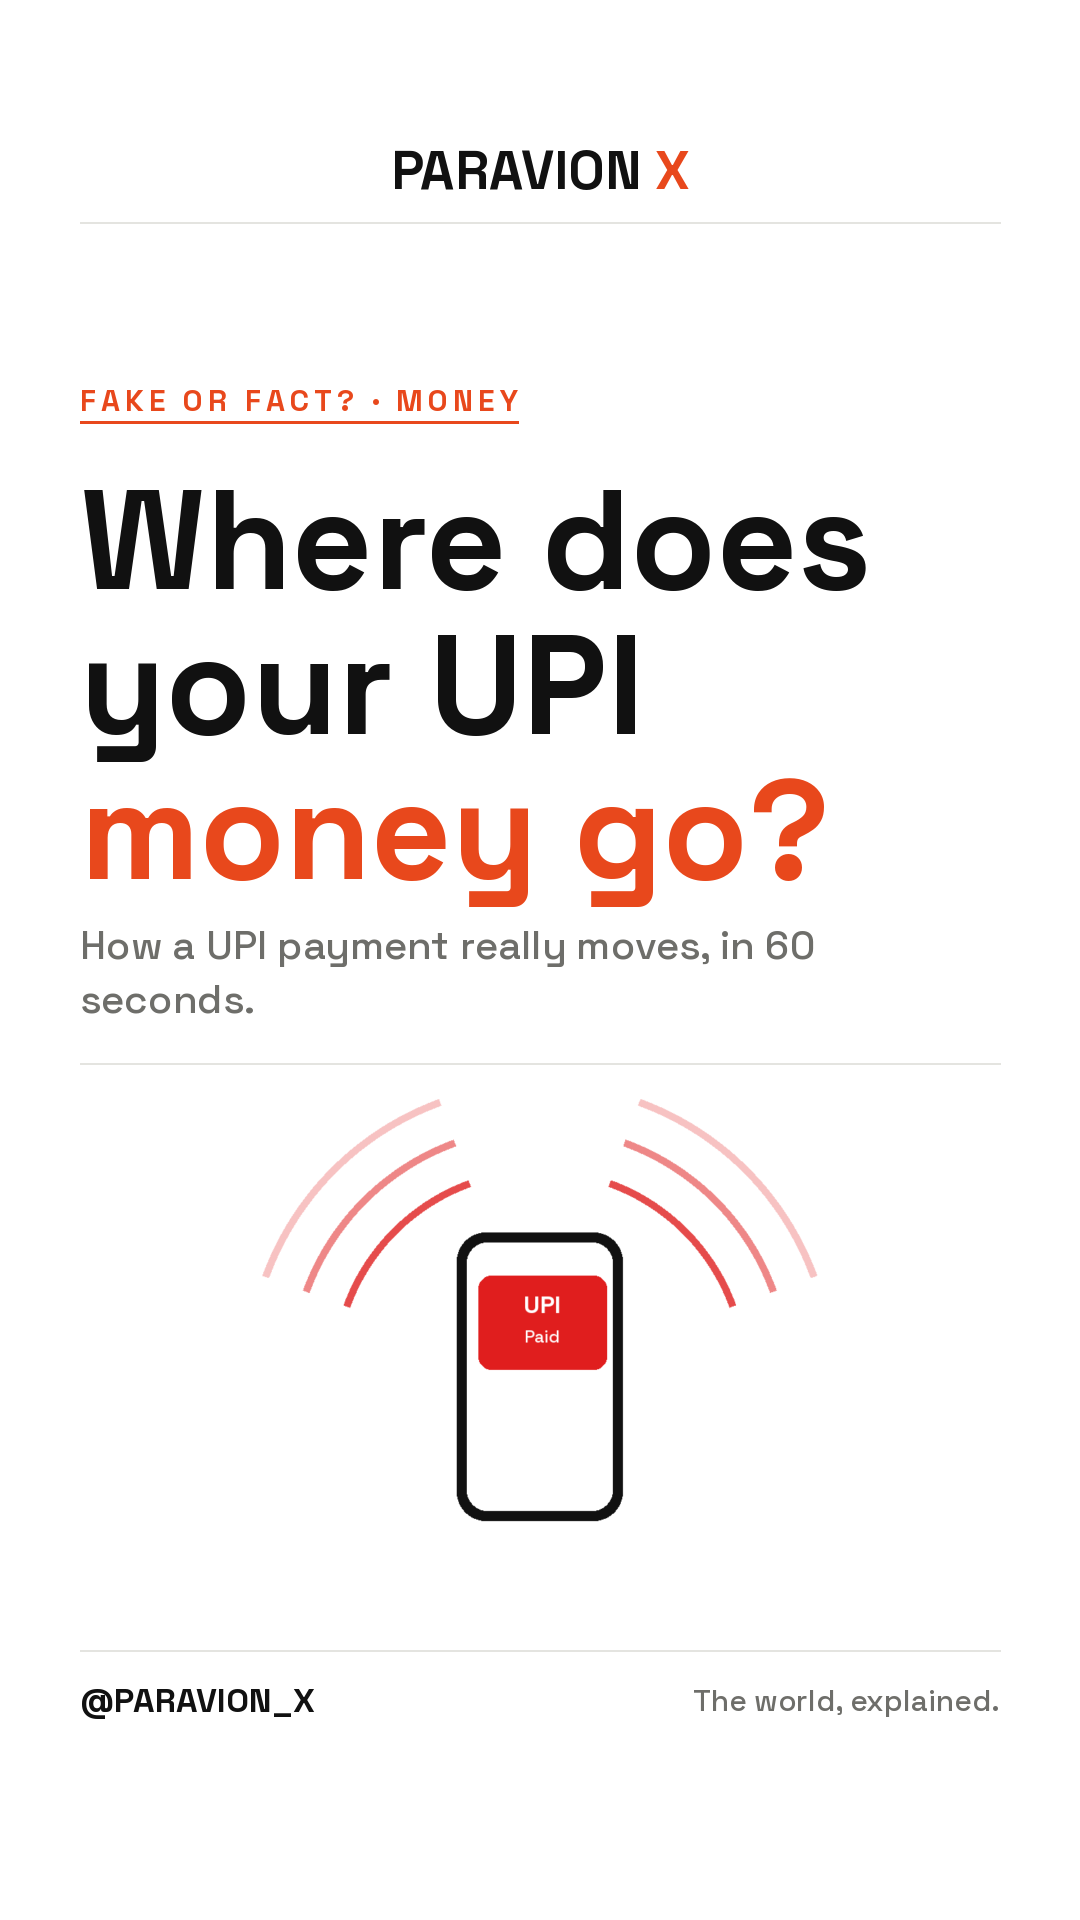 PARAVION X
FAKE OR FACT? · MONEY
Where does
your UPI
money go?
How a UPI payment really moves, in 60
seconds.
UPI
Paid
@PARAVION_X
The world, explained.